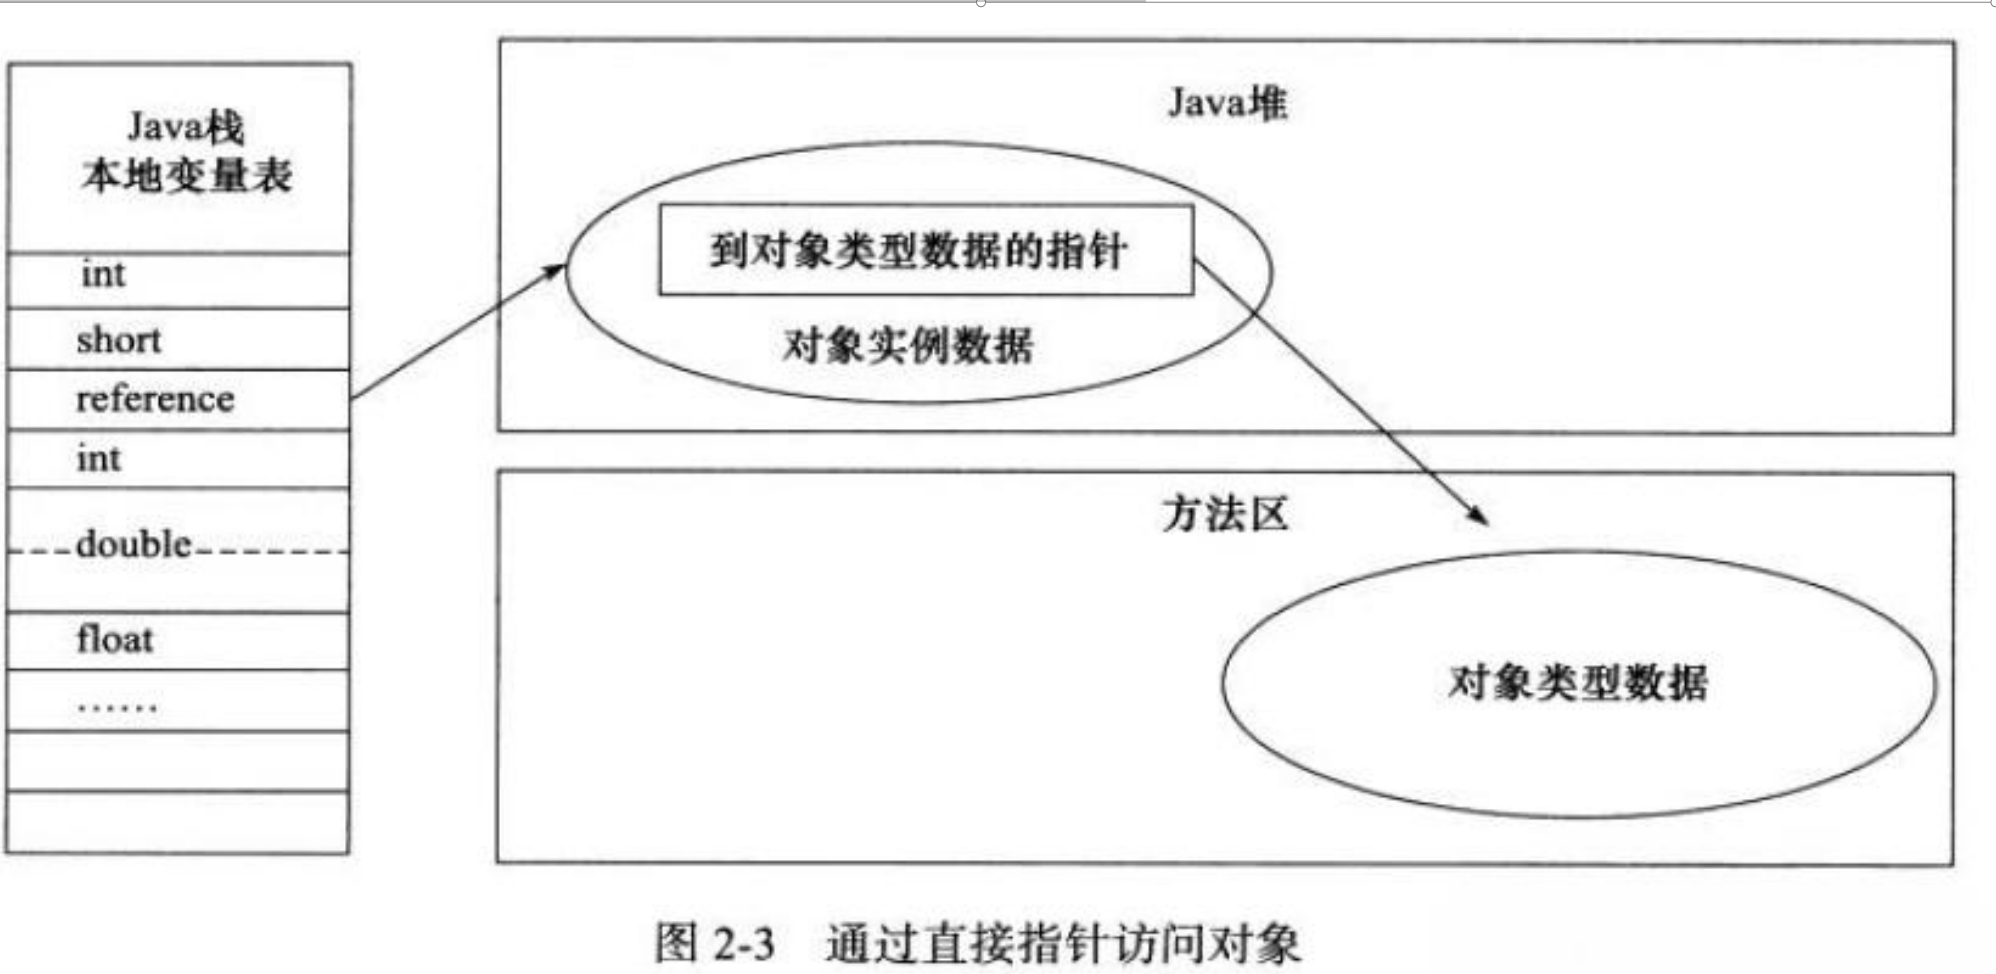 Java栈
本地变量表
int
short
reference
int
double
float
……
Java堆
到对象类型数据的指针
对象实例数据
方法区
对象类型数据
图 2-3 通过直接指针访问对象